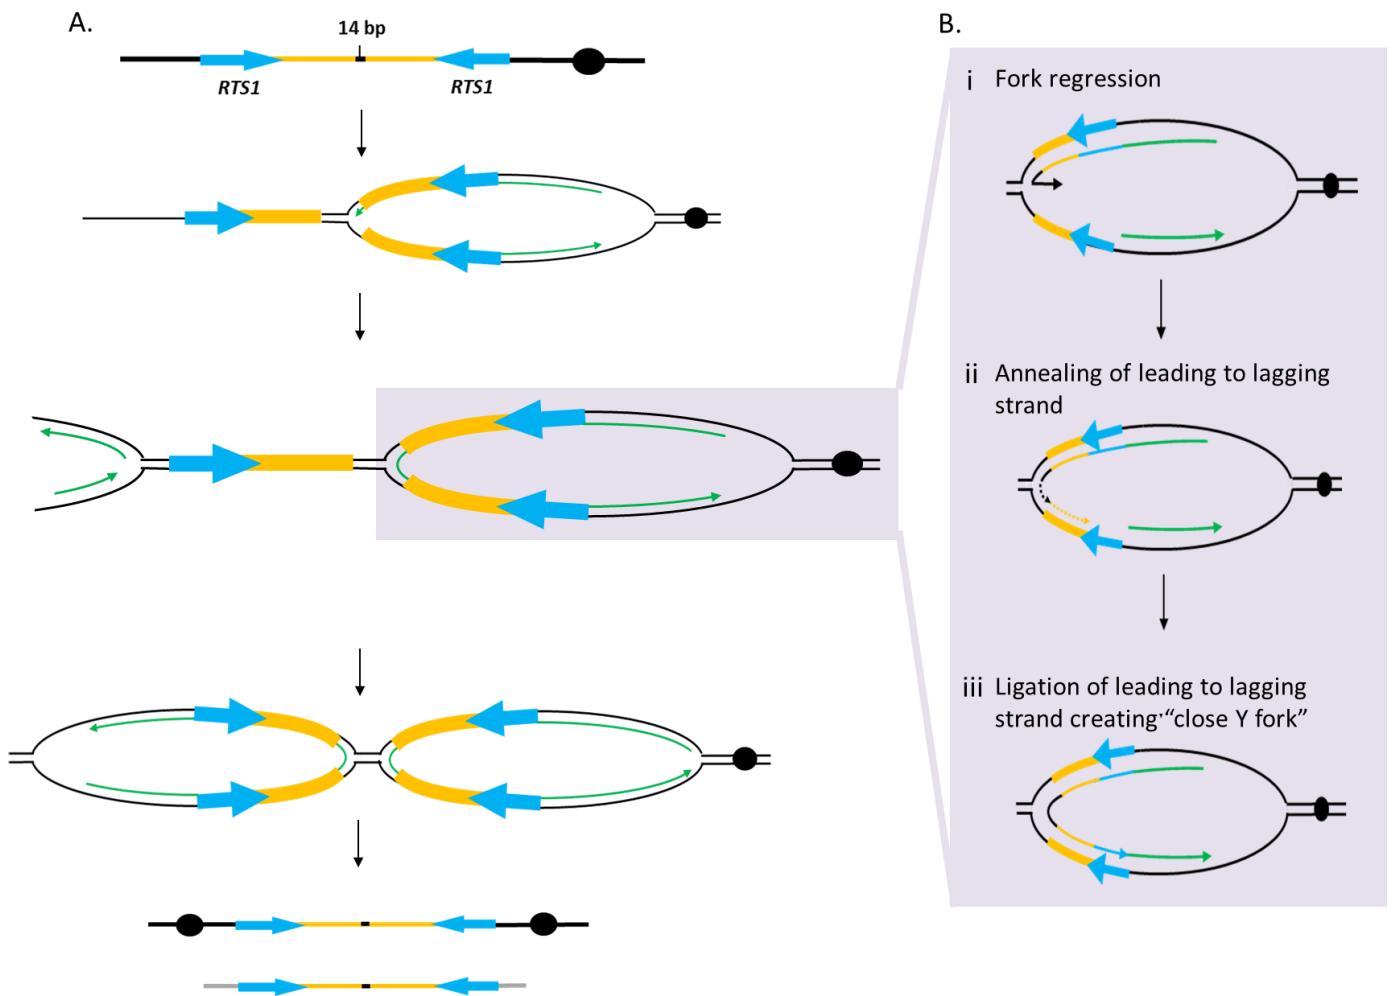 A.
14 bp
RTS1
RTS1
B.
i Fork regression
ii Annealing of leading to lagging
strand
iii Ligation of leading to lagging
strand creating “close Y fork”